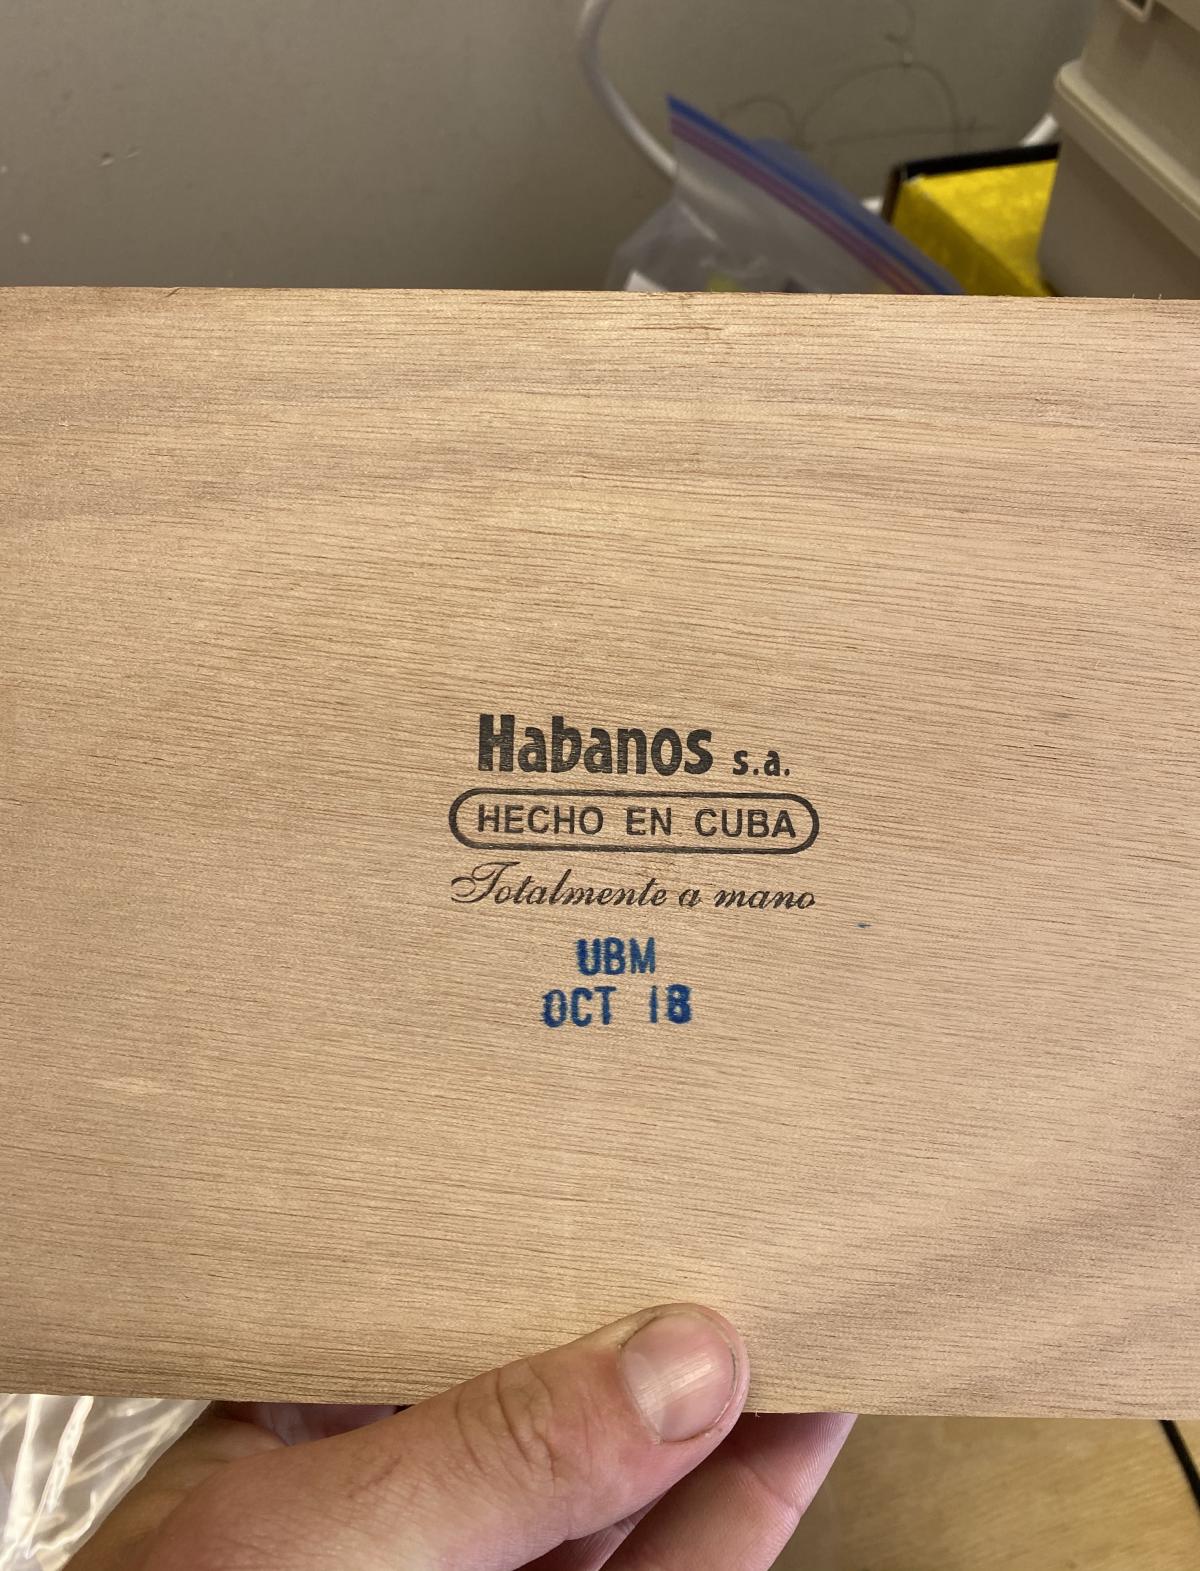 Habanos s.a.
HECHO EN CUBA
Totalmente a mano
UBM
OCT 18